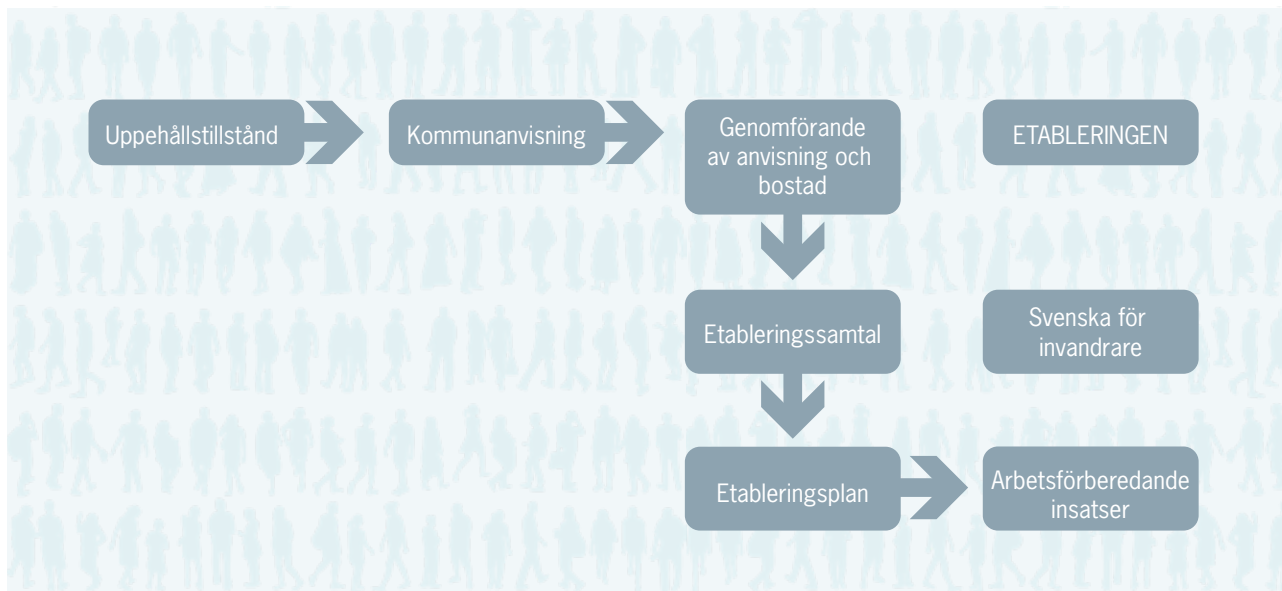 Uppehållstillstånd
Kommunanvisning
Genomförande
av anvisning och
bostad
ETABLERINGEN
Etableringssamtal
Svenska för
invandrare
Etableringsplan
Arbetsförberedande
insatser